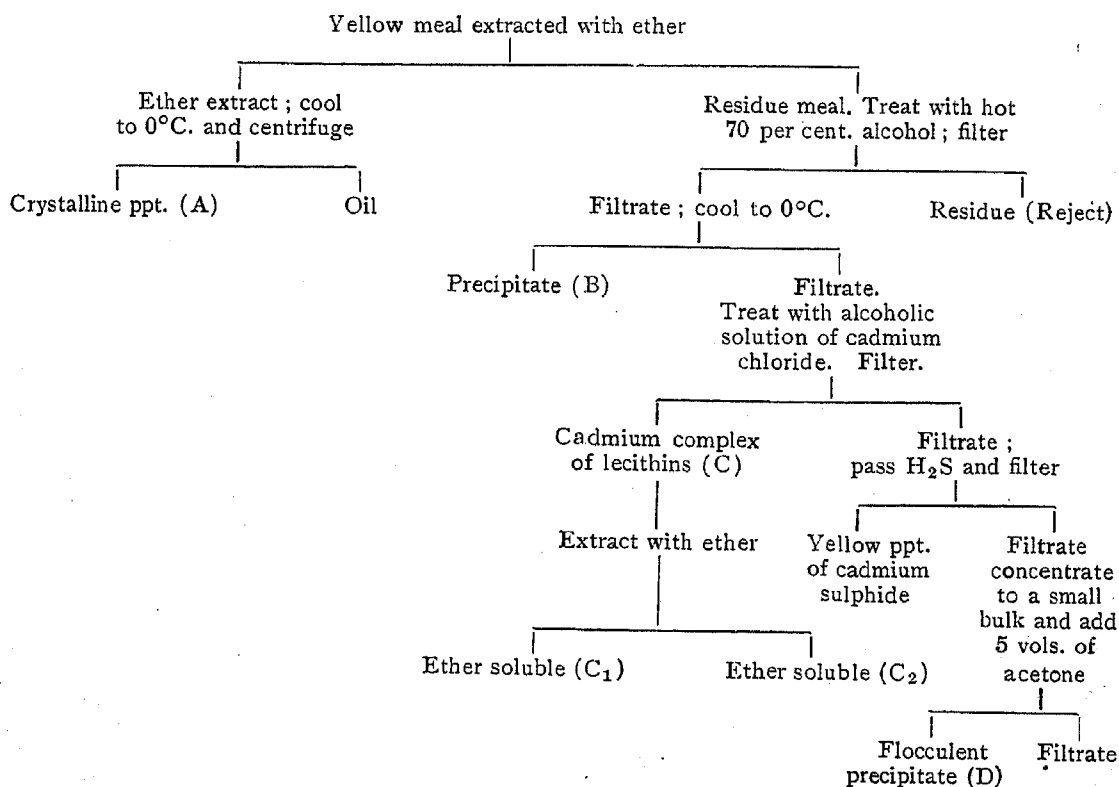 Yellow meal extracted with ether
Ether extract ; cool
to 0°C. and centrifuge
Residue meal. Treat with hot
70 per cent. alcohol ; filter
Crystalline ppt. (A)
Oil
Filtrate ; cool to 0°C.
Residue (Reject)
Precipitate (B)
Filtrate.
Treat with alcoholic
solution of cadmium
chloride. Filter.
Cadmium complex
of lecithins (C)
Filtrate ;
pass H₂S and filter
Extract with ether
Yellow ppt.
of cadmium
sulphide
Filtrate
concentrate
to a small
bulk and add
5 vols. of
acetone
Ether soluble (C₁)
Ether soluble (C₂)
Flocculent
precipitate (D)
Filtrate